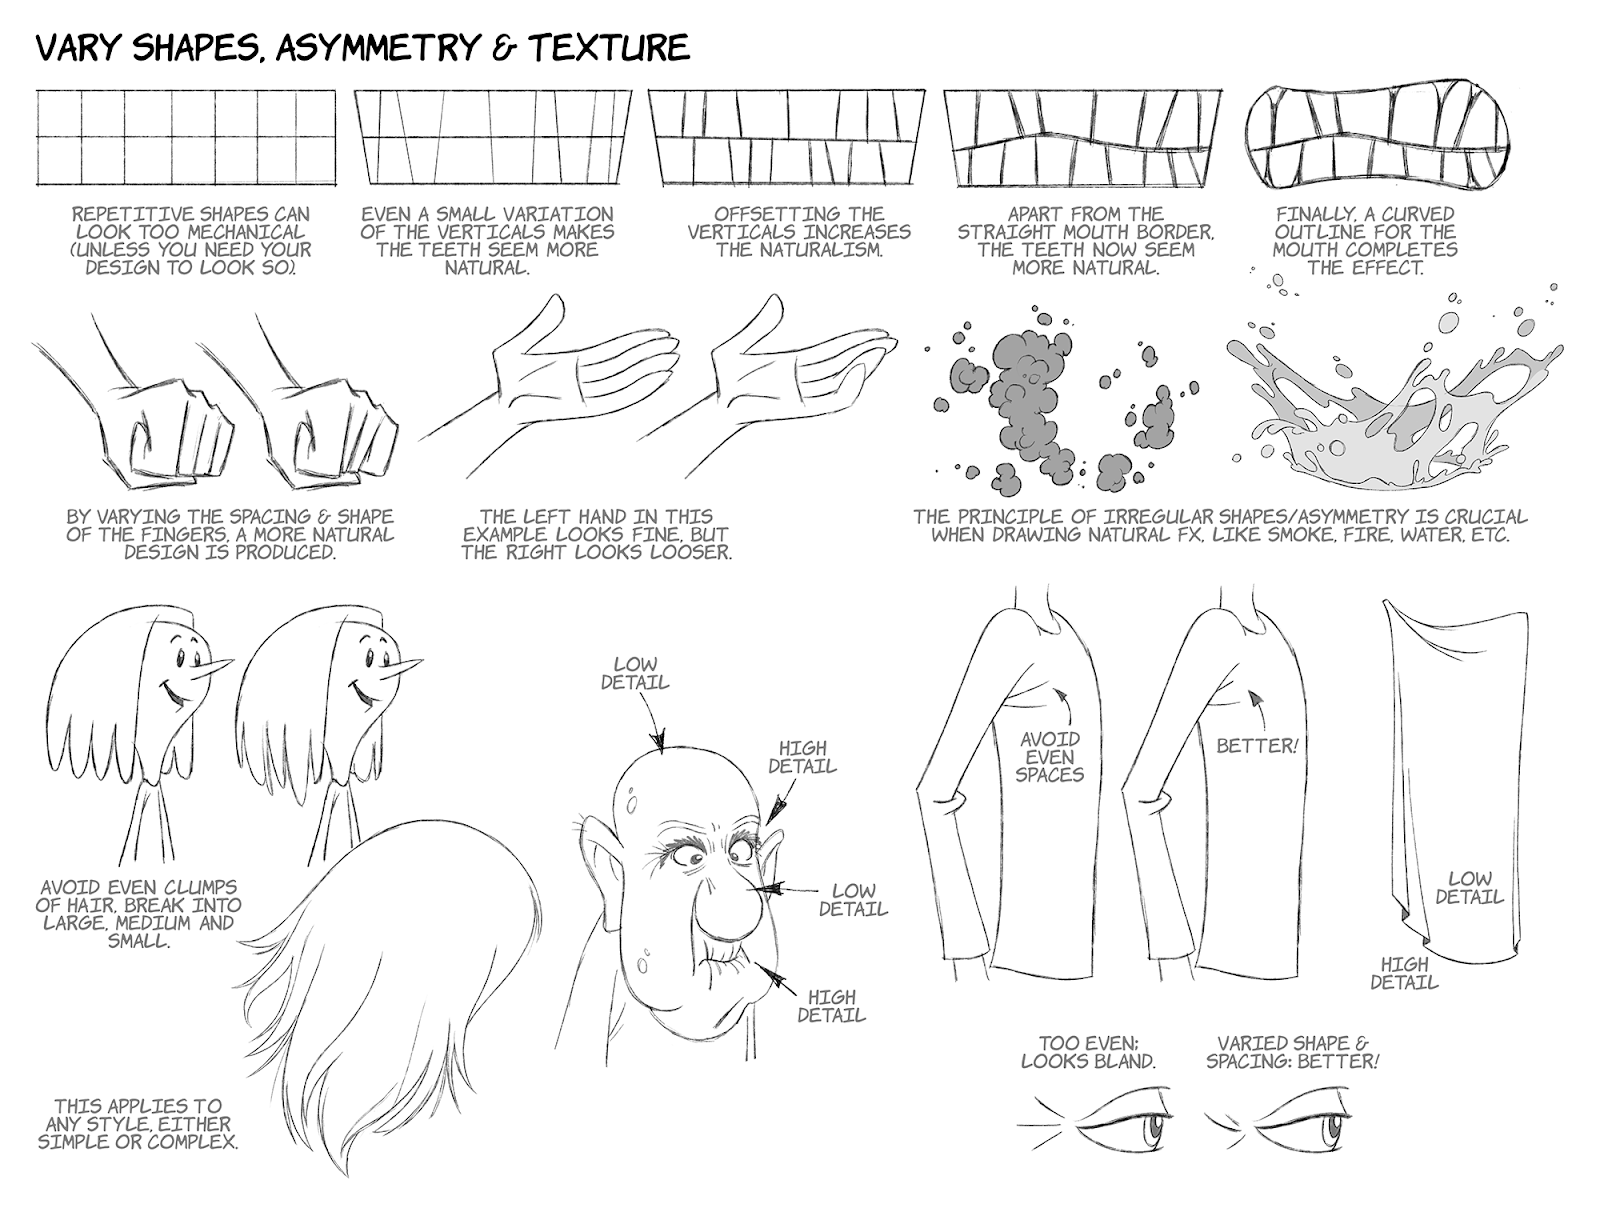 VARY SHAPES, ASYMMETRY & TEXTURE
REPETITIVE SHAPES CAN
LOOK TOO MECHANICAL
(UNLESS YOU NEED YOUR
DESIGN TO LOOK SO).
EVEN A SMALL VARIATION
OF THE VERTICALS MAKES
THE TEETH SEEM MORE
NATURAL.
OFFSETTING THE
VERTICALS INCREASES
THE NATURALISM.
APART FROM THE
STRAIGHT MOUTH BORDER,
THE TEETH NOW SEEM
MORE NATURAL.
FINALLY, A CURVED
OUTLINE FOR THE
MOUTH COMPLETES
THE EFFECT.
BY VARYING THE SPACING & SHAPE
OF THE FINGERS, A MORE NATURAL
DESIGN IS PRODUCED.
THE LEFT HAND IN THIS
EXAMPLE LOOKS FINE, BUT
THE RIGHT LOOKS LOOSER.
THE PRINCIPLE OF IRREGULAR SHAPES/ASYMMETRY IS CRUCIAL
WHEN DRAWING NATURAL FX, LIKE SMOKE, FIRE, WATER, ETC.
AVOID EVEN CLUMPS
OF HAIR, BREAK INTO
LARGE, MEDIUM AND
SMALL.
THIS APPLIES TO
ANY STYLE, EITHER
SIMPLE OR COMPLEX.
LOW
DETAIL
HIGH
DETAIL
LOW
DETAIL
HIGH
DETAIL
AVOID
EVEN
SPACES
BETTER!
LOW
DETAIL
HIGH
DETAIL
TOO EVEN;
LOOKS BLAND.
VARIED SHAPE &
SPACING: BETTER!